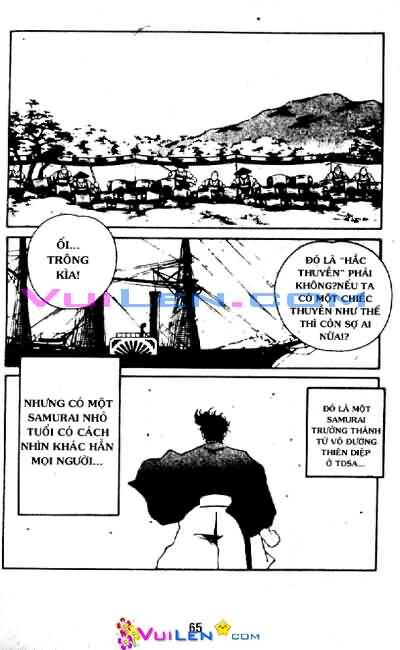 ỐI...
TRÔNG
KÌA!
ĐÓ LÀ "HẮC
THUYỀN" PHẢI
KHÔNG?NẾU TA
CÓ MỘT CHIẾC
THUYỀN NHƯ THẾ
THÌ CÒN SỢ AI
NỮA!?
VUILEN.COM
NHƯNG CÓ MỘT
SAMURAI NHỎ
TUỔI CÓ CÁCH
NHÌN KHÁC HẲN
MỌI NGƯỜI...
ĐÓ LÀ MỘT
SAMURAI
TRƯỞNG THÀNH
TỪ VÕ ĐƯỜNG
THIÊN DIỆP
Ở TOSA...
65
VUILEN.COM